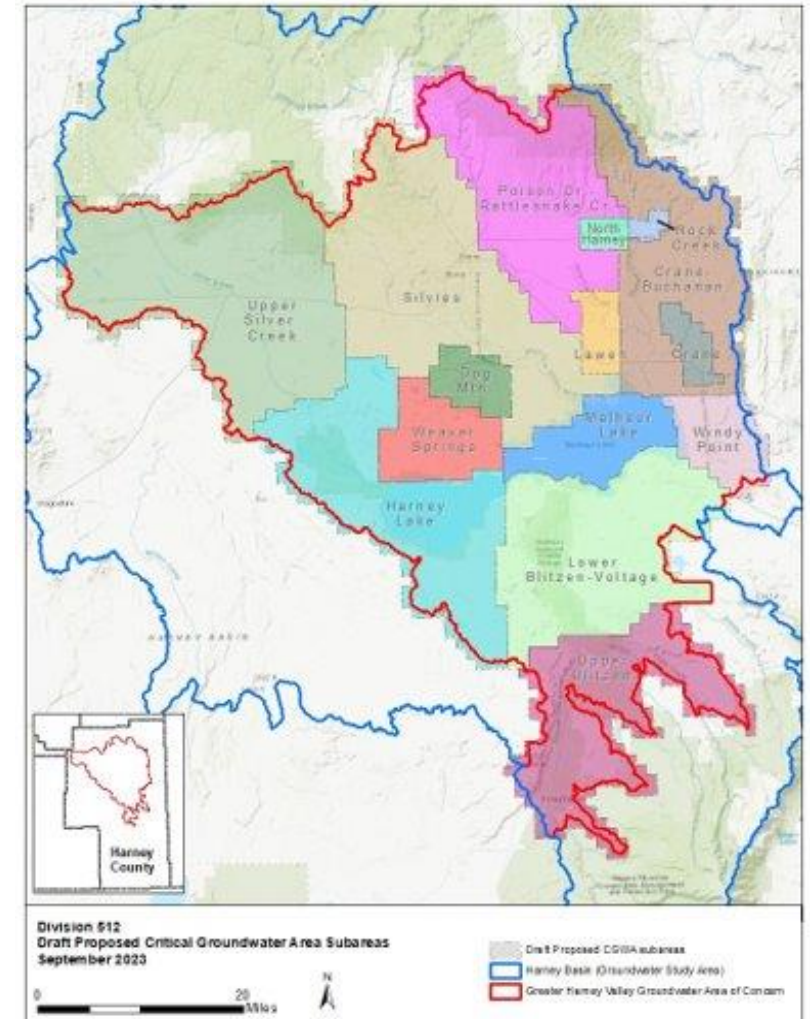 Poison Cr
Rattlesnake Cr.
North
Harney
Rock
Creek
Crane-
Buchanan
Silvies
Upper
Silver
Creek
Lawen
Crane
Dog
Mtn
Malheur
Lake
Weaver
Springs
Windy
Point
Harney
Lake
Lower
Blitzen-Voltage
Upper
Blitzen
HARNEY BASIN
Harney
County
Division 512
Draft Proposed Critical Groundwater Area Subareas
September 2023
N
0 20
Miles
Draft Proposed CGWA subareas
Harney Basin (Groundwater Study Area)
Greater Harney Valley Groundwater Area of Concern